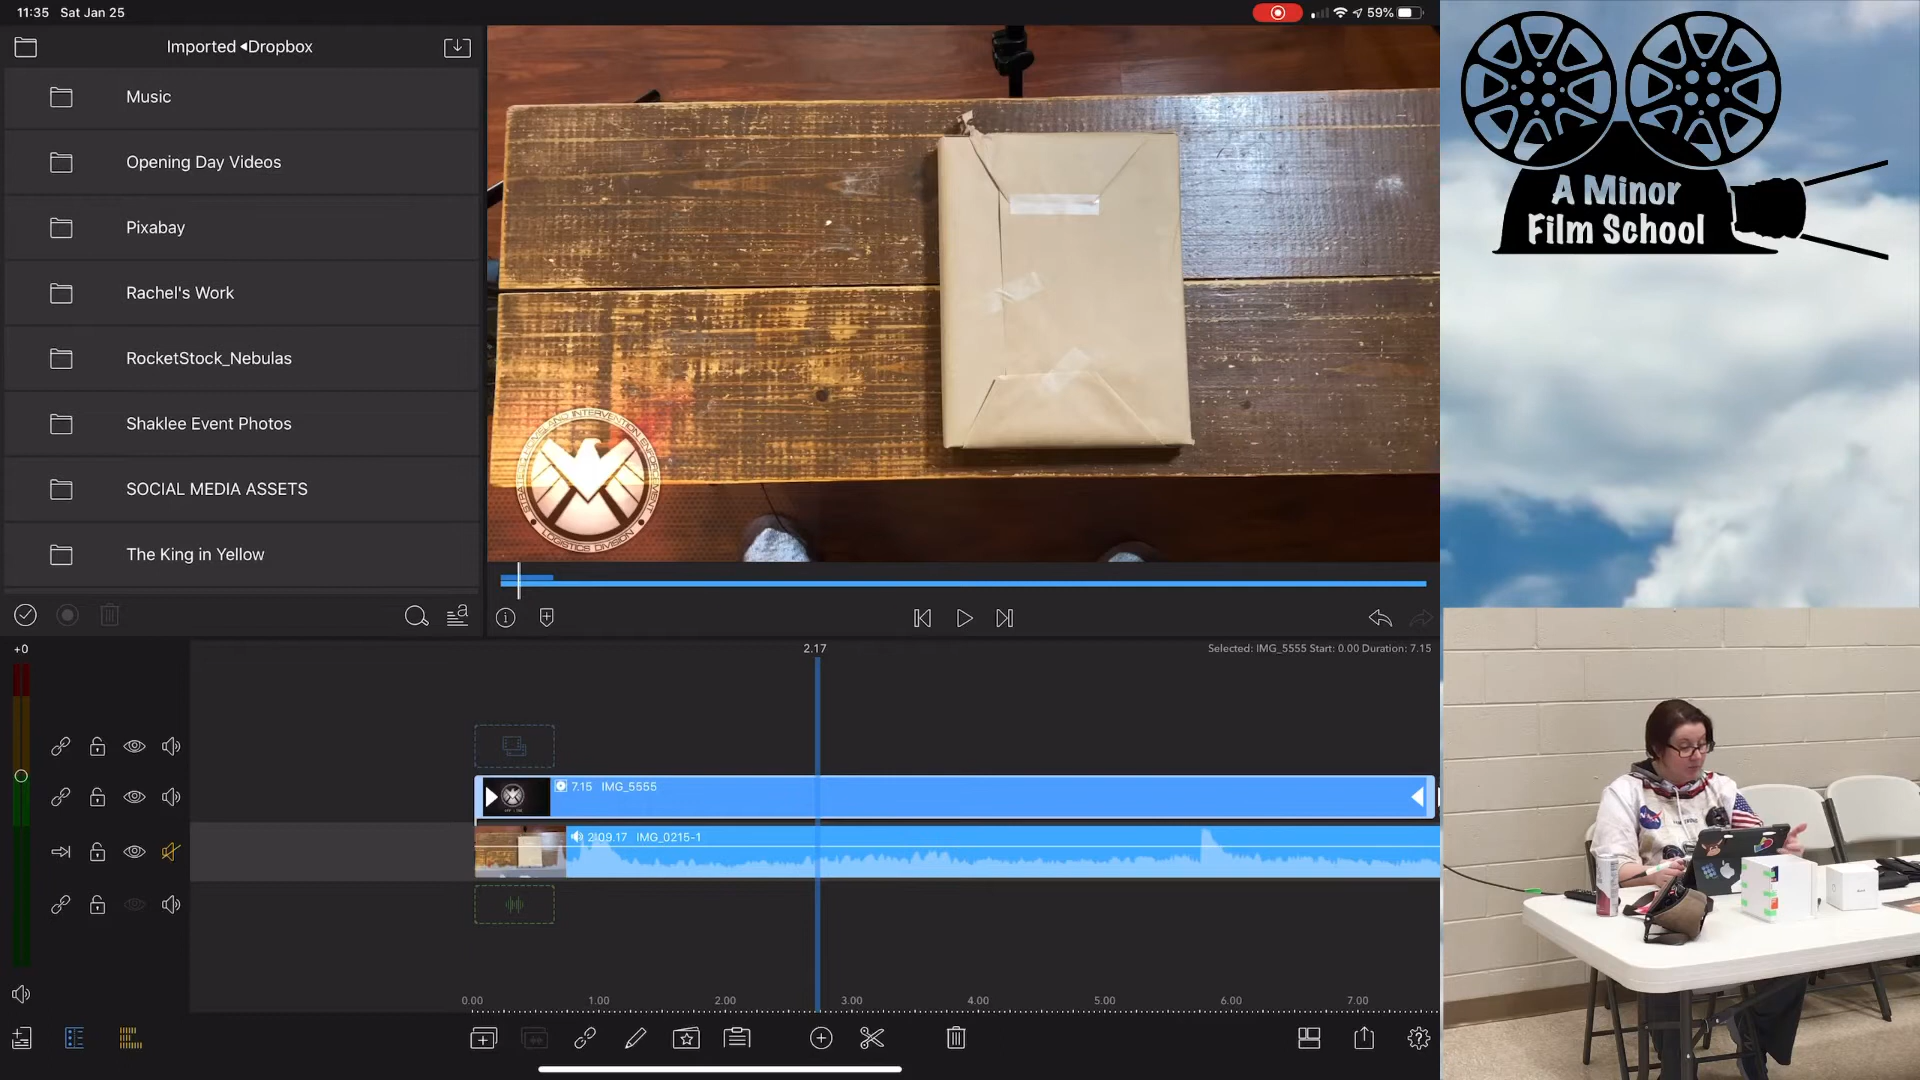 11:35 Sat Jan 25
59%
Imported ◂Dropbox
Music
Opening Day Videos
Pixabay
Rachel's Work
RocketStock_Nebulas
Shaklee Event Photos
SOCIAL MEDIA ASSETS
The King in Yellow
LOGISTICS DIVISION
A Minor
Film School
+0
2.17
Selected: IMG_5555 Start: 0.00 Duration: 7.15
7.15 IMG_5555
2:09.17 IMG_0215-1
0.00 1.00 2.00 3.00 4.00 5.00 6.00 7.00